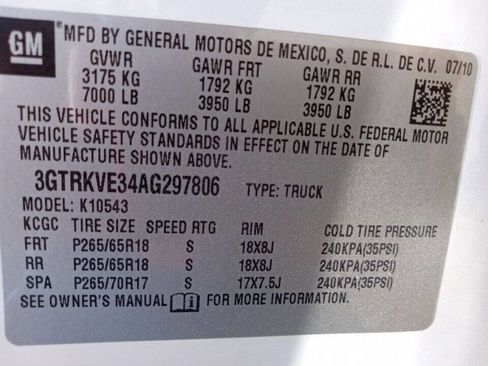 GM *MFD BY GENERAL MOTORS DE MEXICO, S. DE R.L. DE C.V. 07/10
GVWR GAWR FRT GAWR RR
3175 KG 1792 KG 1792 KG
7000 LB 3950 LB 3950 LB
THIS VEHICLE CONFORMS TO ALL APPLICABLE U.S. FEDERAL MOTOR
VEHICLE SAFETY STANDARDS IN EFFECT ON THE DATE OF
MANUFACTURE SHOWN ABOVE.
3GTRKVE34AG297806 TYPE: TRUCK
MODEL: K10543
KCGC TIRE SIZE SPEED RTG RIM COLD TIRE PRESSURE
FRT P265/65R18 S 18X8J 240KPA(35PSI)
RR P265/65R18 S 18X8J 240KPA(35PSI)
SPA P265/70R17 S 17X7.5J 240KPA(35PSI)
SEE OWNER'S MANUAL FOR MORE INFORMATION.